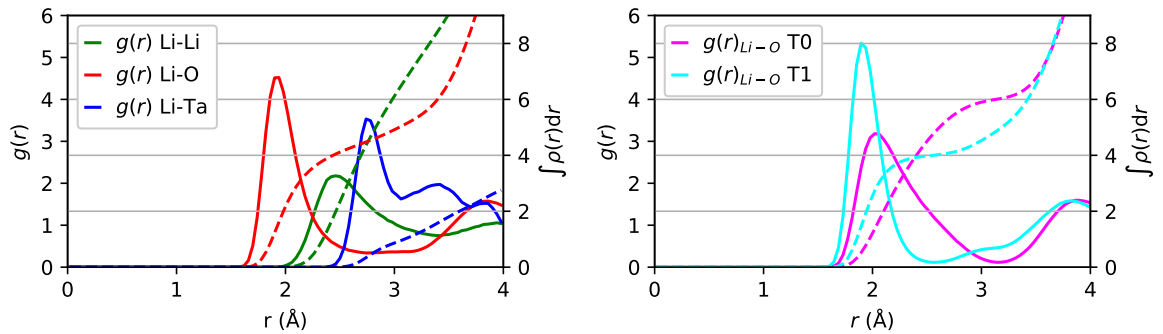 6
5
4
3
2
1
0
g(r)
g(r) Li-Li
g(r) Li-O
g(r) Li-Ta
8
6
4
2
0
∫ρ(r)dr
0 1 2 3 4
r (Å)
6
5
4
3
2
1
0
g(r)
g(r)Li−O T0
g(r)Li−O T1
8
6
4
2
0
∫ρ(r)dr
0 1 2 3 4
r (Å)